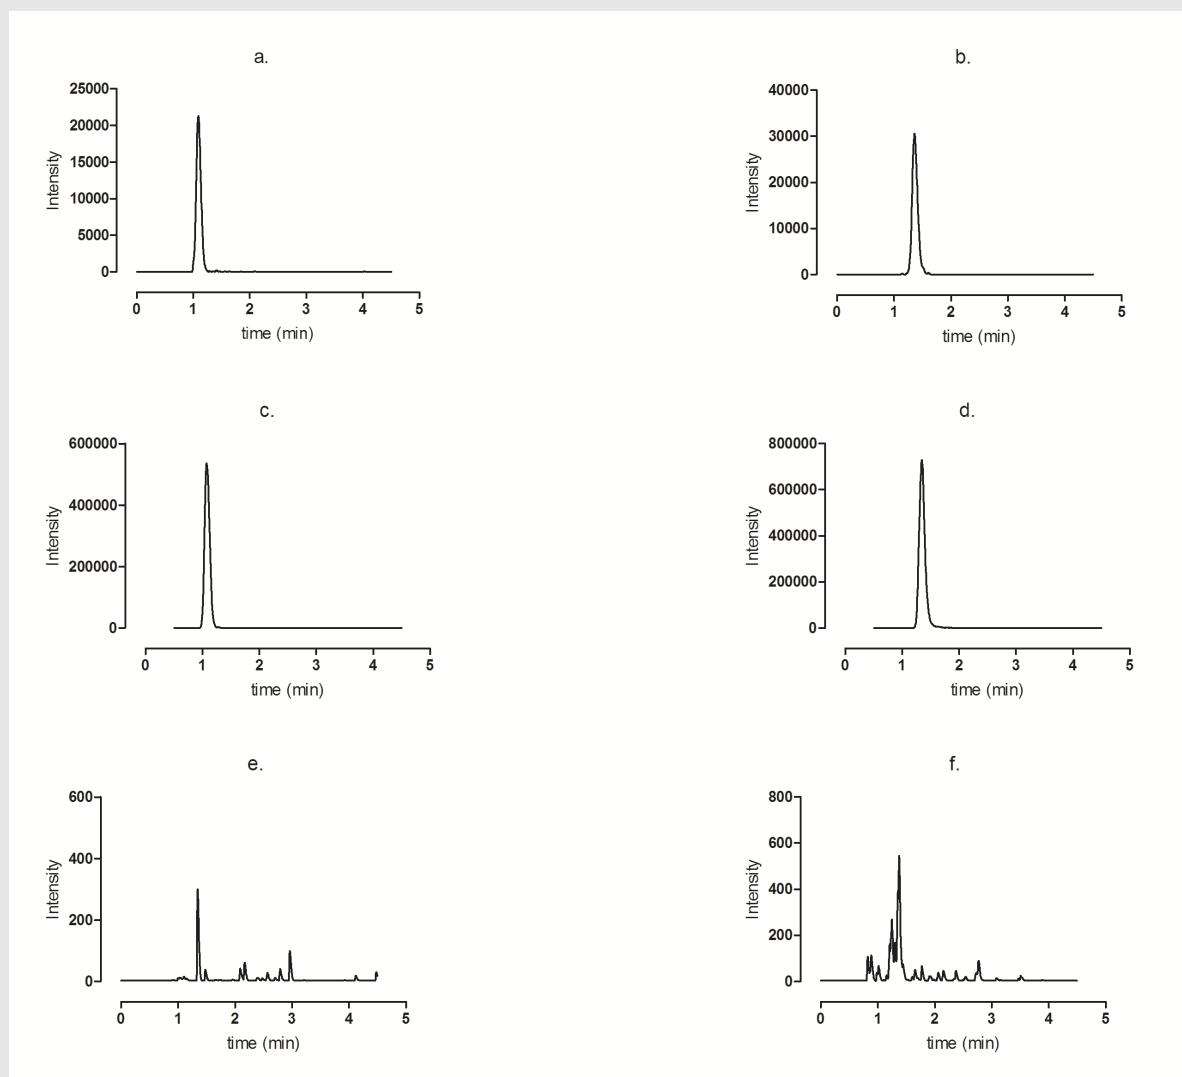 a.
25000
20000
15000
10000
5000
0
Intensity
0 1 2 3 4 5
time (min)
b.
40000
30000
20000
10000
0
Intensity
0 1 2 3 4 5
time (min)
c.
600000
400000
200000
0
Intensity
0 1 2 3 4 5
time (min)
d.
800000
600000
400000
200000
0
Intensity
0 1 2 3 4 5
time (min)
e.
600
400
200
0
Intensity
0 1 2 3 4 5
time (min)
f.
800
600
400
200
0
Intensity
0 1 2 3 4 5
time (min)